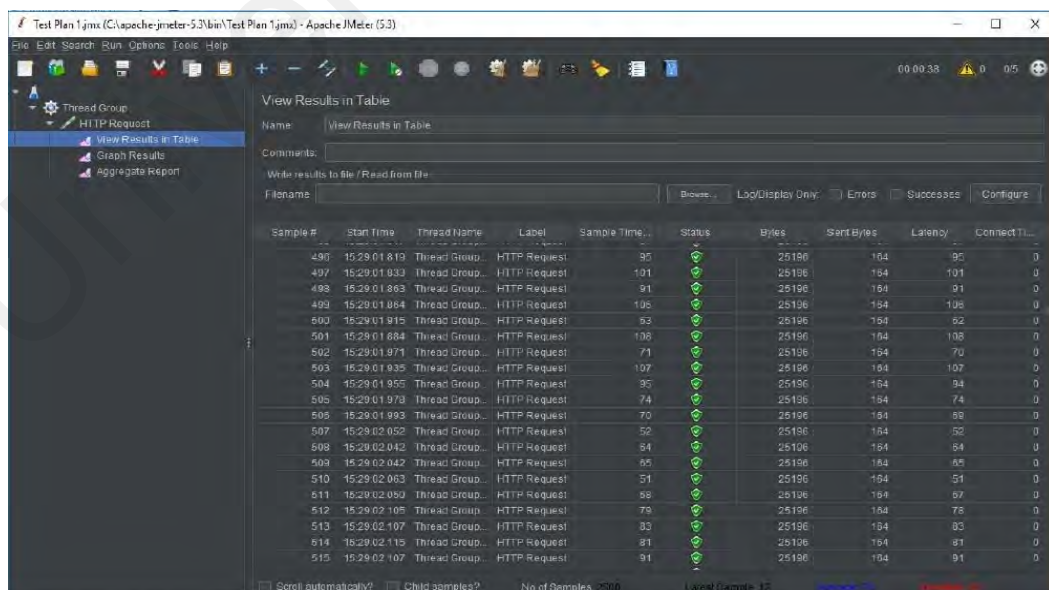 Test Plan 1.jmx (C:\apache-jmeter-5.3\bin\Test Plan 1.jmx) - Apache JMeter (5.3)
File Edit Search Run Options Tools Help
00:00:38 0 0/5
Thread Group
HTTP Request
View Results in Table
Graph Results
Aggregate Report
View Results in Table
Name: View Results in Table
Comments:
Write results to file / Read from file
Filename Browse... Log/Display Only: Errors Successes Configure
Sample # Start Time Thread Name Label Sample Time... Status Bytes Sent Bytes Latency Connect Ti...
496 15:29:01.819 Thread Group... HTTP Request 95 25196 164 95 0
497 15:29:01.833 Thread Group... HTTP Request 101 25196 164 101 0
498 15:29:01.863 Thread Group... HTTP Request 91 25196 164 91 0
499 15:29:01.864 Thread Group... HTTP Request 106 25196 164 106 0
500 15:29:01.915 Thread Group... HTTP Request 63 25196 164 62 0
501 15:29:01.884 Thread Group... HTTP Request 108 25196 164 108 0
502 15:29:01.971 Thread Group... HTTP Request 71 25196 164 70 0
503 15:29:01.935 Thread Group... HTTP Request 107 25196 164 107 0
504 15:29:01.955 Thread Group... HTTP Request 95 25196 164 94 0
505 15:29:01.978 Thread Group... HTTP Request 74 25196 164 74 0
506 15:29:01.993 Thread Group... HTTP Request 70 25196 164 69 0
507 15:29:02.052 Thread Group... HTTP Request 52 25196 164 52 0
508 15:29:02.042 Thread Group... HTTP Request 64 25196 164 64 0
509 15:29:02.042 Thread Group... HTTP Request 65 25196 164 65 0
510 15:29:02.063 Thread Group... HTTP Request 51 25196 164 51 0
511 15:29:02.050 Thread Group... HTTP Request 68 25196 164 67 0
512 15:29:02.105 Thread Group... HTTP Request 79 25196 164 78 0
513 15:29:02.107 Thread Group... HTTP Request 83 25196 164 83 0
514 15:29:02.115 Thread Group... HTTP Request 81 25196 164 81 0
515 15:29:02.107 Thread Group... HTTP Request 91 25196 164 91 0
Scroll automatically? Child samples? No of Samples Latest Sample